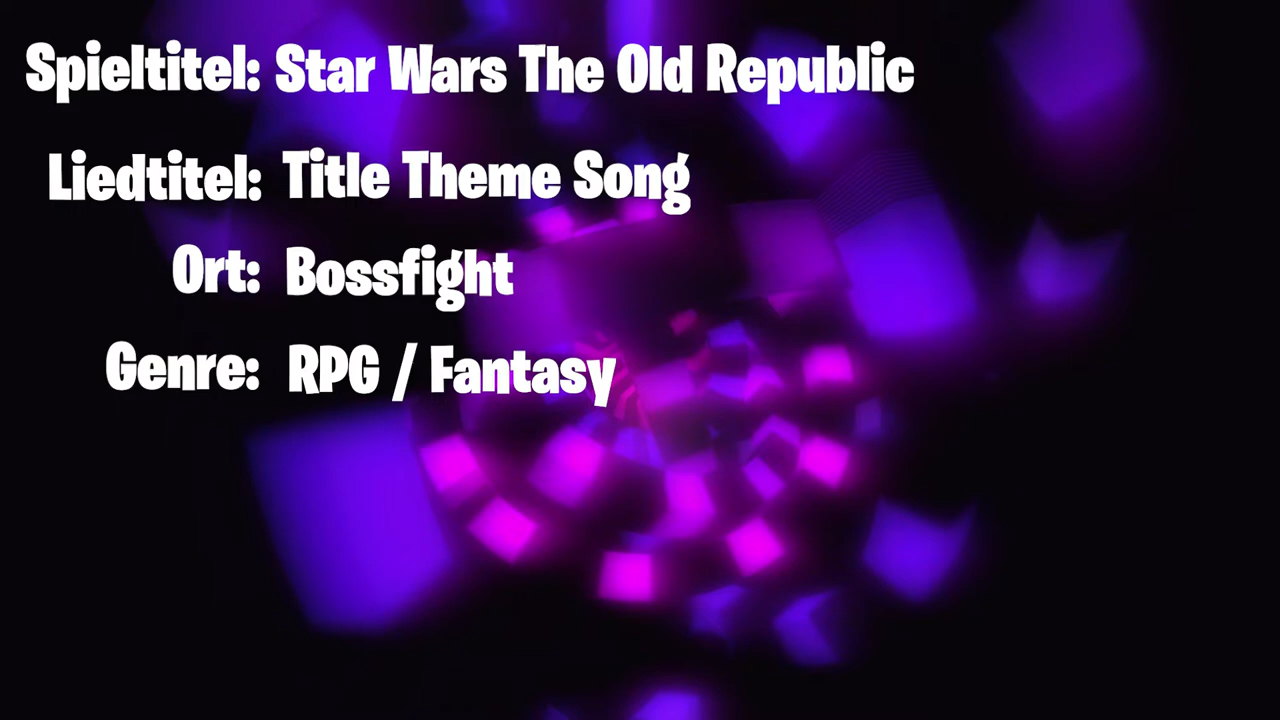 Spieltitel: Star Wars The Old Republic
Liedtitel: Title Theme Song
Ort: Bossfight
Genre: RPG / Fantasy